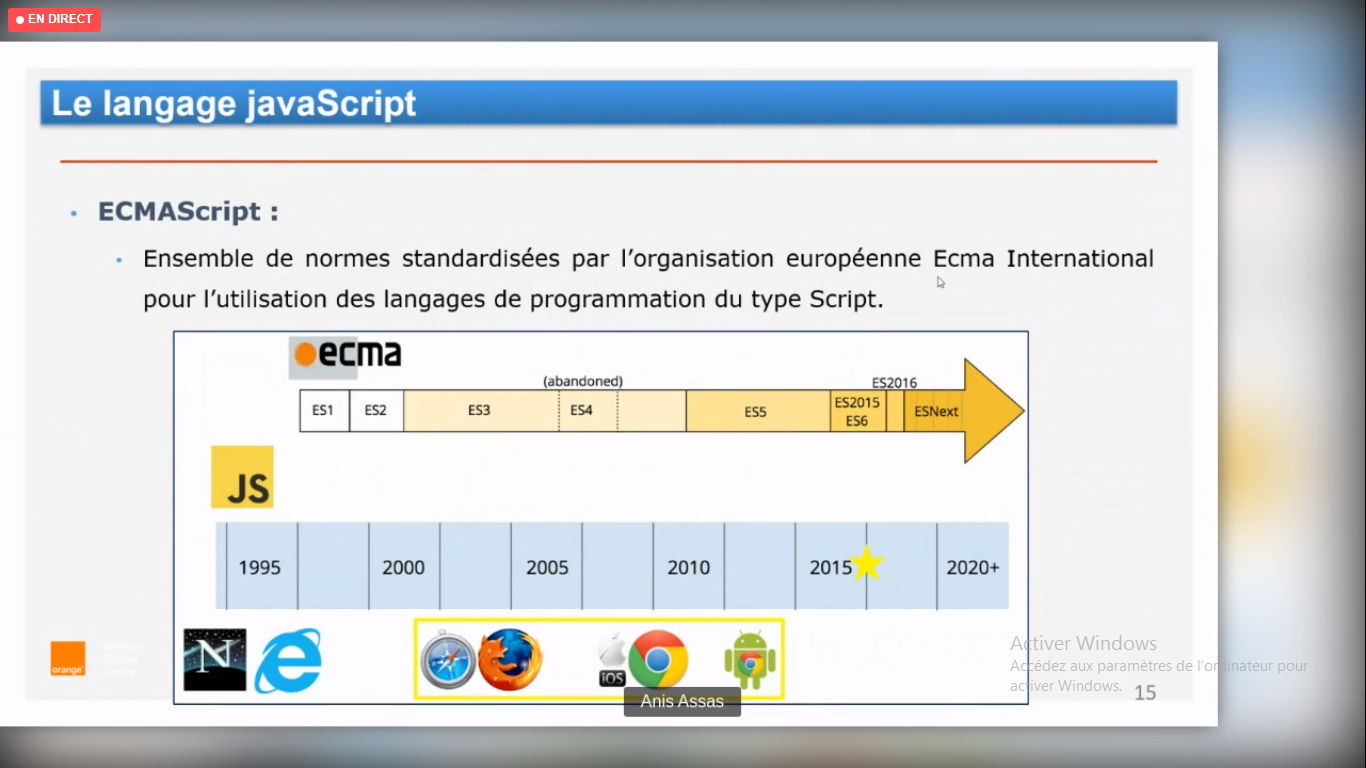 EN DIRECT
Le langage javaScript
ECMAScript :
Ensemble de normes standardisées par l'organisation européenne Ecma International
pour l'utilisation des langages de programmation du type Script.
ecma
(abandoned)
ES2016
ES1 ES2 ES3 ES4 ES5 ES2015 ES6 ESNext
JS
1995 2000 2005 2010 2015 2020+
N
iOS
orange
Orange
Digital
Center
Anis Assas
Activer Windows
Accédez aux paramètres de l'ordinateur pour
activer Windows.
15